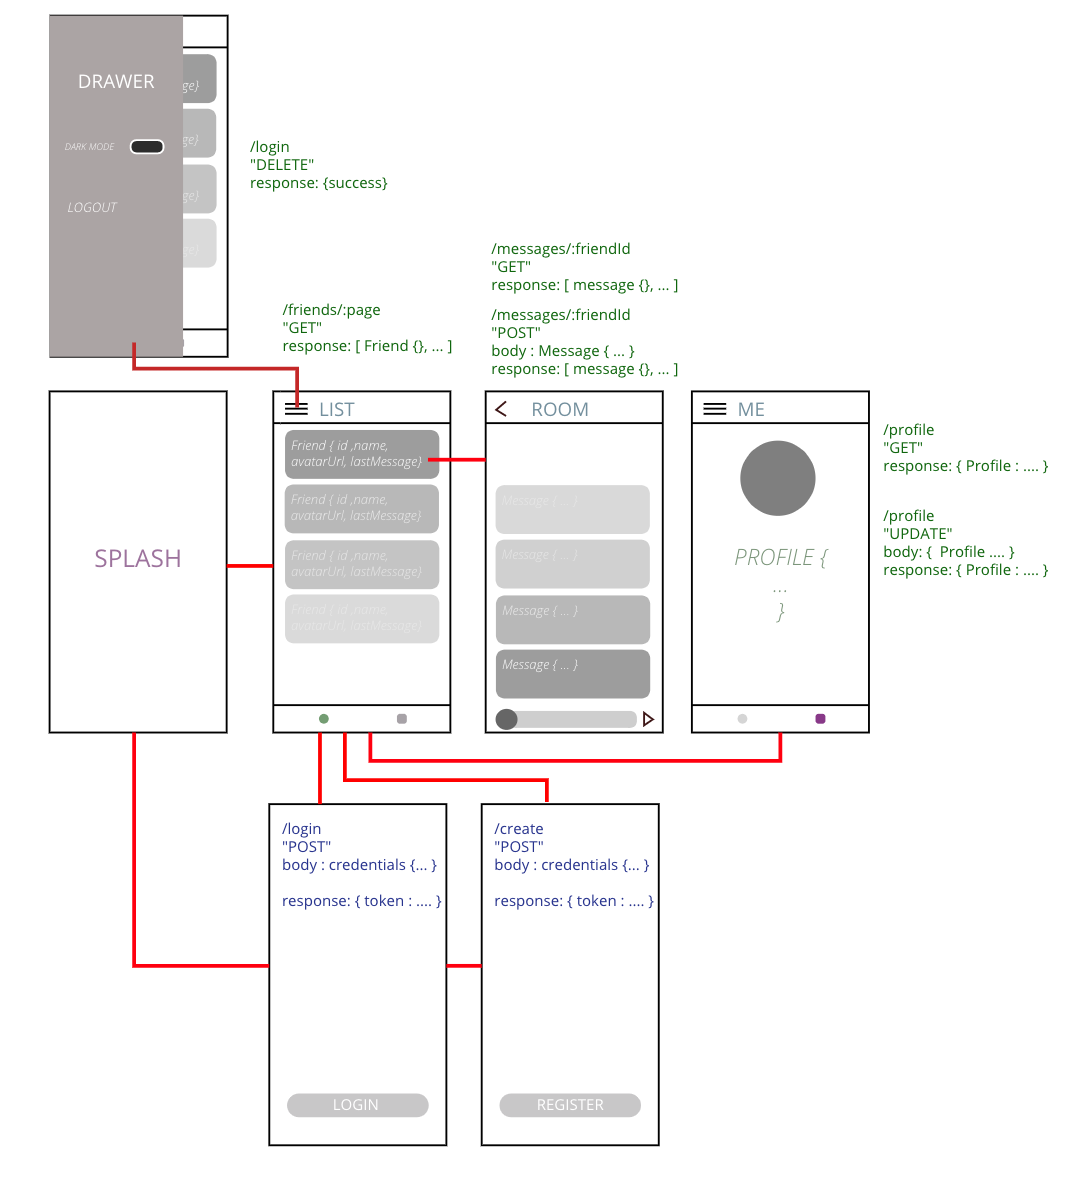 DRAWER
DARK MODE
LOGOUT
ge}
ge}
ge}
ge}
/login
"DELETE"
response: {success}
/friends/:page
"GET"
response: [ Friend {}, ... ]
/messages/:friendId
"GET"
response: [ message {}, ... ]
/messages/:friendId
"POST"
body : Message { ... }
response: [ message {}, ... ]
SPLASH
LIST
Friend { id ,name,
avatarUrl, lastMessage}
Friend { id ,name,
avatarUrl, lastMessage}
Friend { id ,name,
avatarUrl, lastMessage}
Friend { id ,name,
avatarUrl, lastMessage}
ROOM
Message { ... }
Message { ... }
Message { ... }
Message { ... }
ME
PROFILE {
...
}
/profile
"GET"
response: { Profile : .... }
/profile
"UPDATE"
body: {  Profile .... }
response: { Profile : .... }
/login
"POST"
body : credentials {... }
response: { token : .... }
LOGIN
/create
"POST"
body : credentials {... }
response: { token : .... }
REGISTER